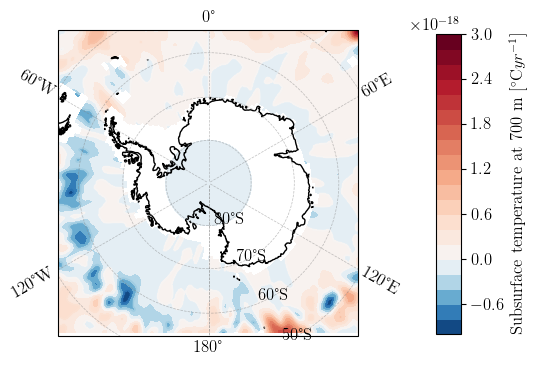 0°
×10⁻¹⁸
3.0
60°W
60°E
2.4
1.8
1.2
0.6
80°S
70°S
0.0
120°W
60°S
120°E
−0.6
50°S
180°
Subsurface temperature at 700 m [°Cyr⁻¹]